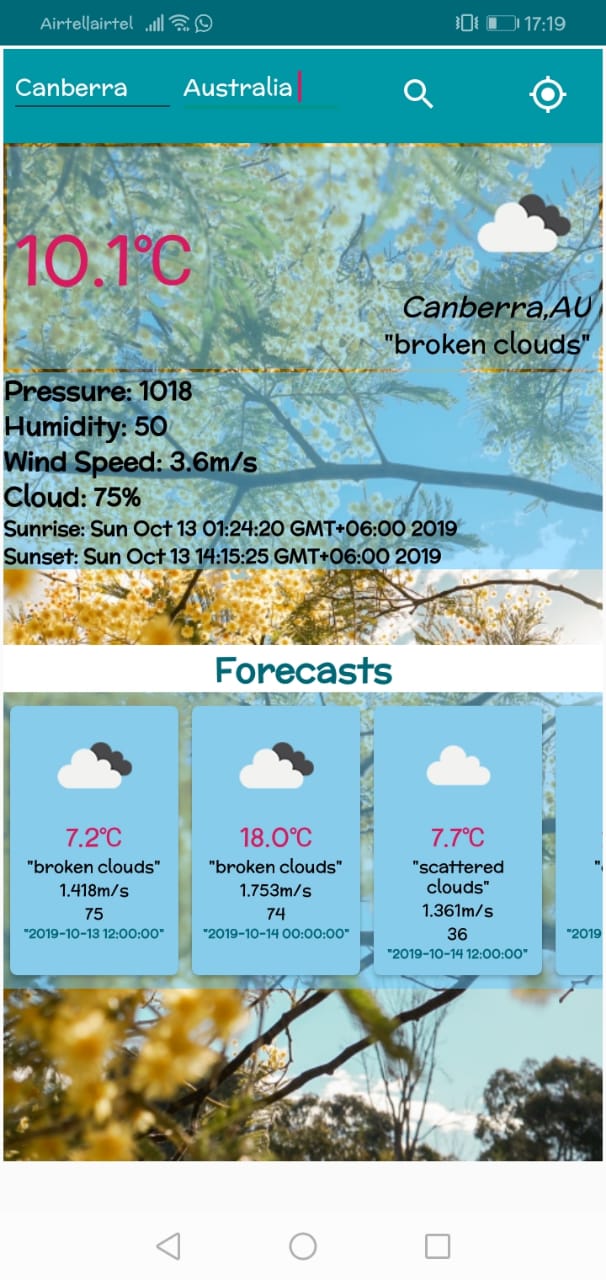 Airtel|airtel 17:19
Canberra Australia
10.1°C
Canberra,AU
"broken clouds"
Pressure: 1018
Humidity: 50
Wind Speed: 3.6m/s
Cloud: 75%
Sunrise: Sun Oct 13 01:24:20 GMT+06:00 2019
Sunset: Sun Oct 13 14:15:25 GMT+06:00 2019
Forecasts
7.2°C
"broken clouds"
1.418m/s
75
"2019-10-13 12:00:00"
18.0°C
"broken clouds"
1.753m/s
74
"2019-10-14 00:00:00"
7.7°C
"scattered
clouds"
1.361m/s
36
"2019-10-14 12:00:00"
"2019